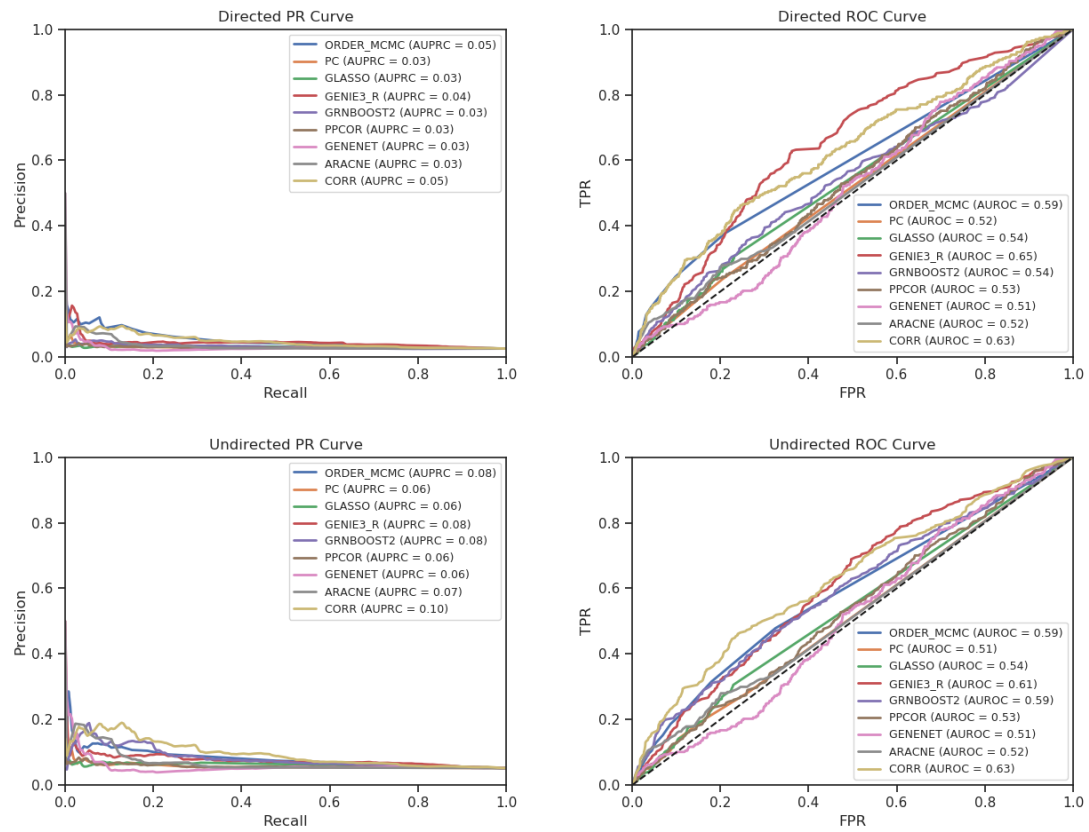 Directed PR Curve
Precision
1.0
0.8
0.6
0.4
0.2
0.0
ORDER_MCMC (AUPRC = 0.05)
PC (AUPRC = 0.03)
GLASSO (AUPRC = 0.03)
GENIE3_R (AUPRC = 0.04)
GRNBOOST2 (AUPRC = 0.03)
PPCOR (AUPRC = 0.03)
GENENET (AUPRC = 0.03)
ARACNE (AUPRC = 0.03)
CORR (AUPRC = 0.05)
0.0 0.2 0.4 0.6 0.8 1.0
Recall
Directed ROC Curve
TPR
1.0
0.8
0.6
0.4
0.2
0.0
ORDER_MCMC (AUROC = 0.59)
PC (AUROC = 0.52)
GLASSO (AUROC = 0.54)
GENIE3_R (AUROC = 0.65)
GRNBOOST2 (AUROC = 0.54)
PPCOR (AUROC = 0.53)
GENENET (AUROC = 0.51)
ARACNE (AUROC = 0.52)
CORR (AUROC = 0.63)
0.0 0.2 0.4 0.6 0.8 1.0
FPR
Undirected PR Curve
Precision
1.0
0.8
0.6
0.4
0.2
0.0
ORDER_MCMC (AUPRC = 0.08)
PC (AUPRC = 0.06)
GLASSO (AUPRC = 0.06)
GENIE3_R (AUPRC = 0.08)
GRNBOOST2 (AUPRC = 0.08)
PPCOR (AUPRC = 0.06)
GENENET (AUPRC = 0.06)
ARACNE (AUPRC = 0.07)
CORR (AUPRC = 0.10)
0.0 0.2 0.4 0.6 0.8 1.0
Recall
Undirected ROC Curve
TPR
1.0
0.8
0.6
0.4
0.2
0.0
ORDER_MCMC (AUROC = 0.59)
PC (AUROC = 0.51)
GLASSO (AUROC = 0.54)
GENIE3_R (AUROC = 0.61)
GRNBOOST2 (AUROC = 0.59)
PPCOR (AUROC = 0.53)
GENENET (AUROC = 0.51)
ARACNE (AUROC = 0.52)
CORR (AUROC = 0.63)
0.0 0.2 0.4 0.6 0.8 1.0
FPR